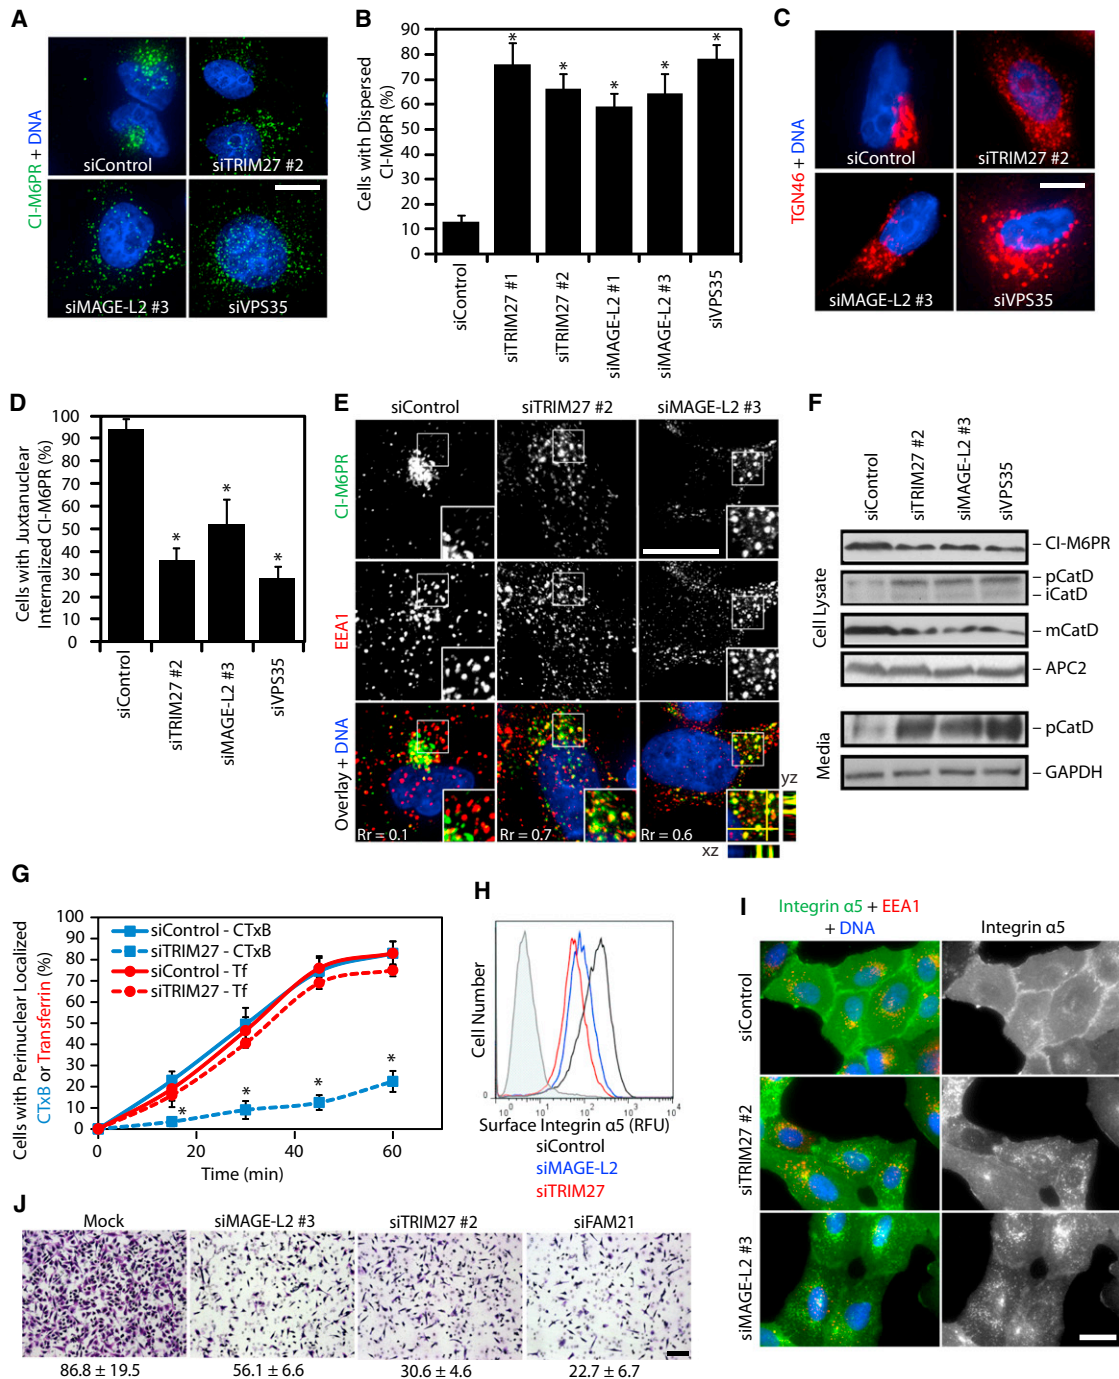 A
CI-M6PR + DNA
siControl
siTRIM27 #2
siMAGE-L2 #3
siVPS35
B
Cells with Dispersed
CI-M6PR (%)
90
80
70
60
50
40
30
20
10
0
siControl
siTRIM27 #1
siTRIM27 #2
siMAGE-L2 #1
siMAGE-L2 #3
siVPS35
* * * * *
C
TGN46 + DNA
siControl
siTRIM27 #2
siMAGE-L2 #3
siVPS35
D
Cells with Juxtanuclear
Internalized CI-M6PR (%)
100
90
80
70
60
50
40
30
20
10
0
* * *
siControl
siTRIM27 #2
siMAGE-L2 #3
siVPS35
E
siControl
siTRIM27 #2
siMAGE-L2 #3
CI-M6PR
EEA1
Overlay + DNA
Rr = 0.1
Rr = 0.7
Rr = 0.6
yz
xz
F
siControl
siTRIM27 #2
siMAGE-L2 #3
siVPS35
Cell Lysate
– CI-M6PR
– pCatD
– iCatD
– mCatD
– APC2
Media
– pCatD
– GAPDH
G
Cells with Perinuclear Localized
CTxB or Transferrin (%)
100
90
80
70
60
50
40
30
20
10
0
siControl - CTxB
siTRIM27 - CTxB
siControl - Tf
siTRIM27 - Tf
* * * *
0 20 40 60
Time (min)
H
Cell Number
0
10⁰ 10¹ 10² 10³ 10⁴
Surface Integrin α5 (RFU)
siControl
siMAGE-L2
siTRIM27
I
Integrin α5 + EEA1
+ DNA
Integrin α5
siControl
siTRIM27 #2
siMAGE-L2 #3
J
Mock
siMAGE-L2 #3
siTRIM27 #2
siFAM21
86.8 ± 19.5
56.1 ± 6.6
30.6 ± 4.6
22.7 ± 6.7